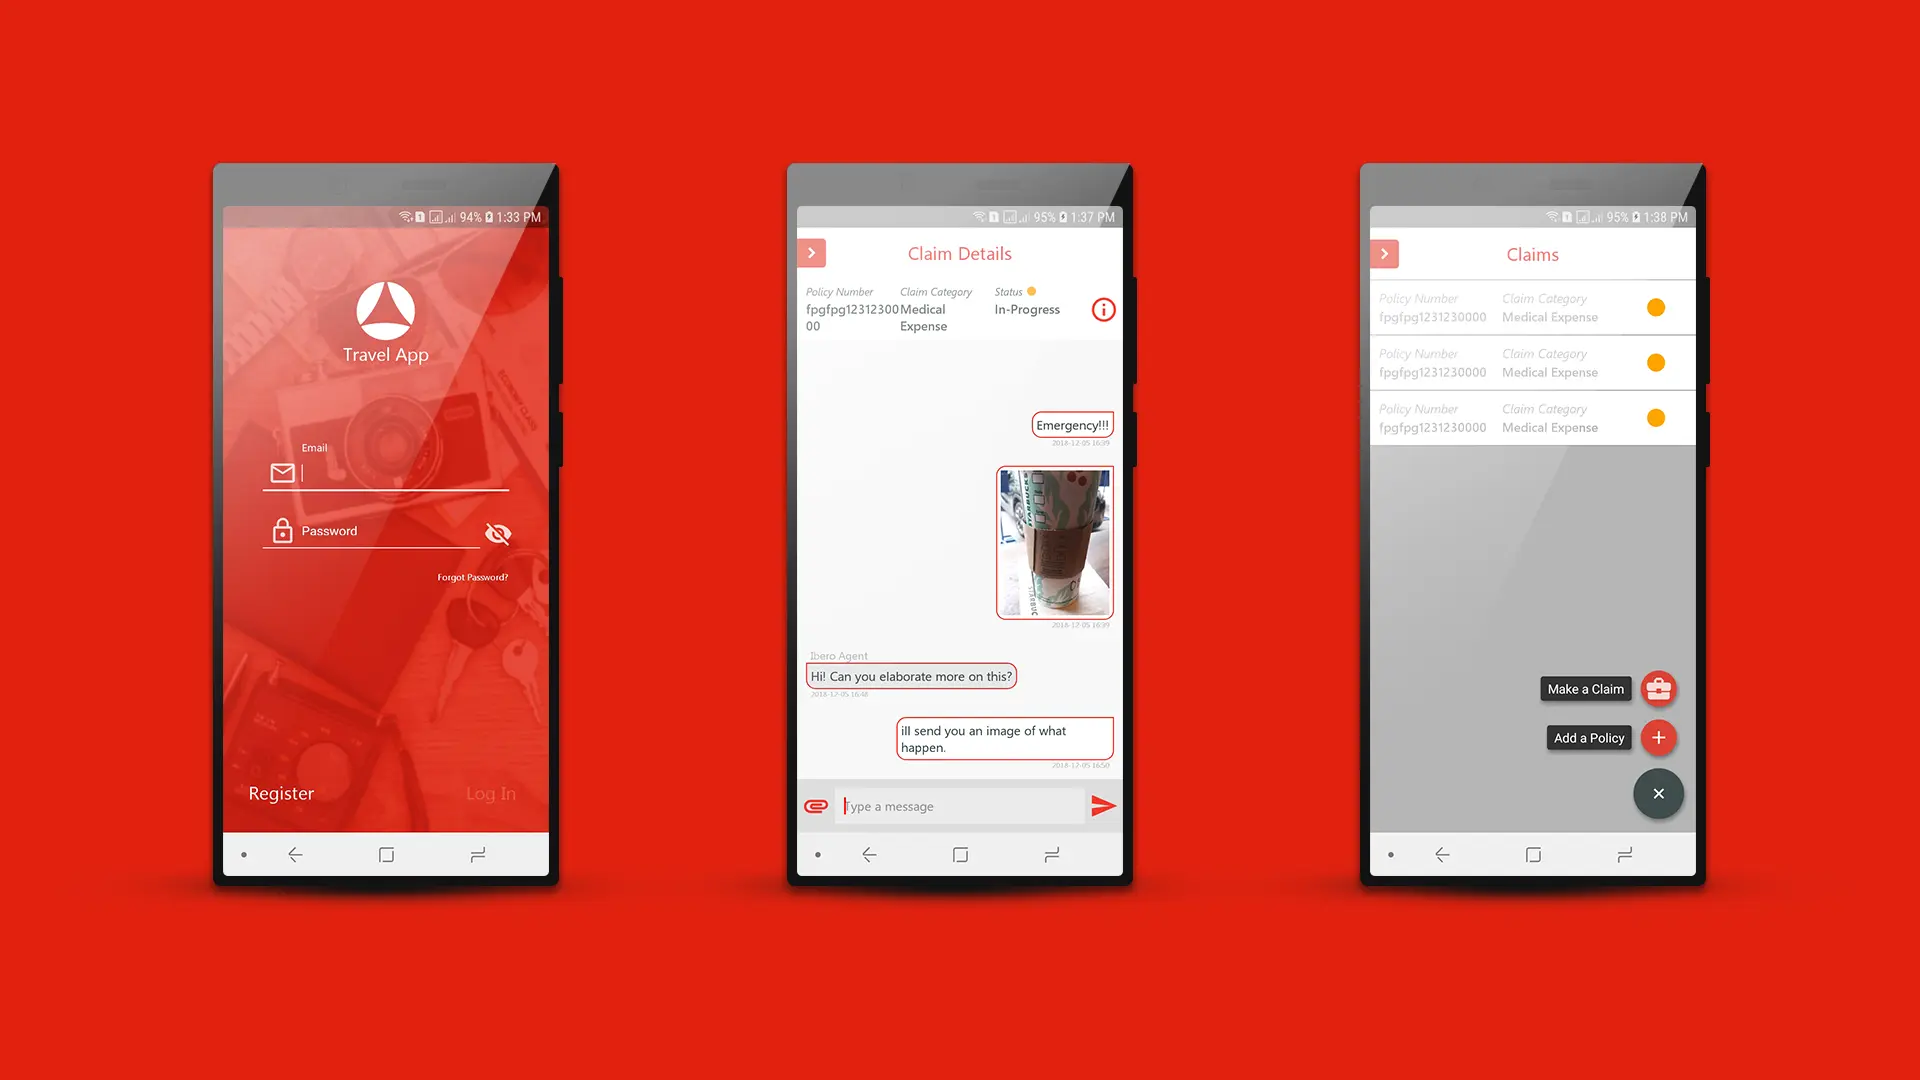 94% 1:33 PM
Travel App
Email
Password
Forgot Password?
Register
Log In
95% 1:37 PM
Claim Details
Policy Number
Claim Category
Status
fpgfpg12312300
00
Medical
Expense
In-Progress
Emergency!!!
2018-12-05 16:39
STARBUCKS
2018-12-05 16:39
Ibero Agent
Hi! Can you elaborate more on this?
2018-12-05 16:48
ill send you an image of what
happen.
2018-12-05 16:50
Type a message
95% 1:38 PM
Claims
Policy Number
Claim Category
fpgfpg1231230000
Medical Expense
Policy Number
Claim Category
fpgfpg1231230000
Medical Expense
Policy Number
Claim Category
fpgfpg1231230000
Medical Expense
Make a Claim
Add a Policy